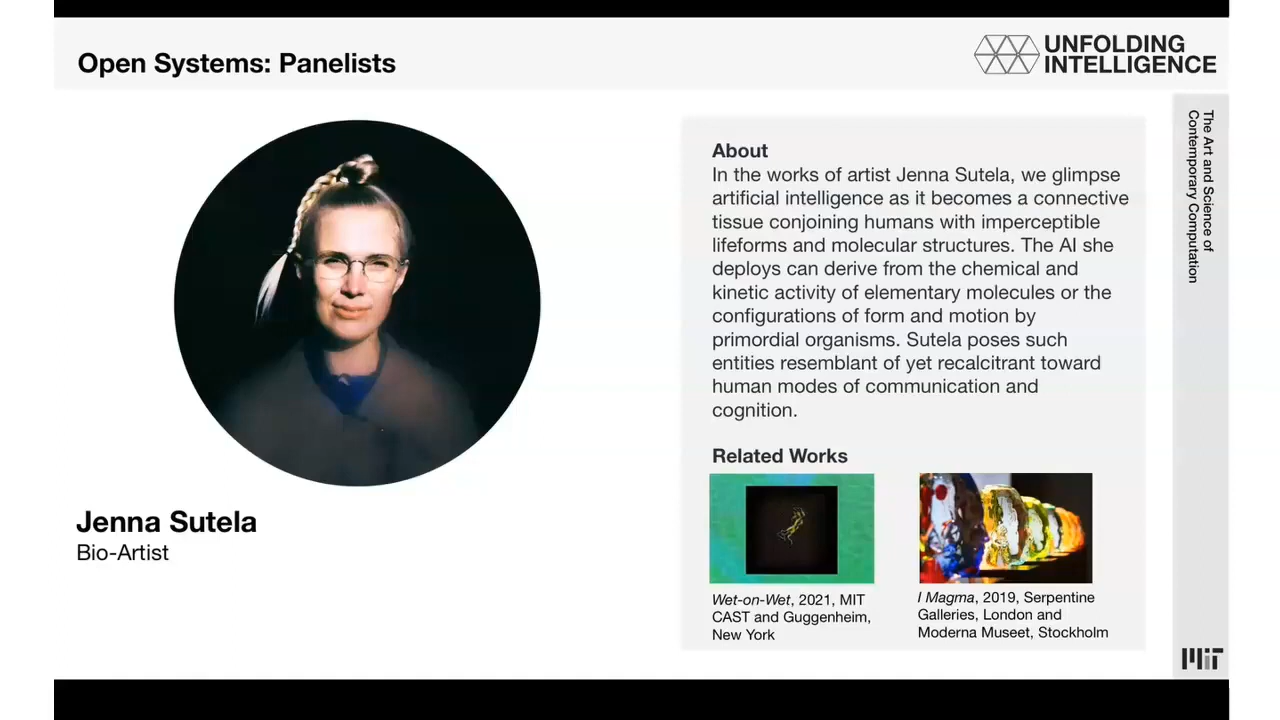 Open Systems: Panelists
UNFOLDING
INTELLIGENCE
The Art and Science of
Contemporary Computation
About
In the works of artist Jenna Sutela, we glimpse
artificial intelligence as it becomes a connective
tissue conjoining humans with imperceptible
lifeforms and molecular structures. The AI she
deploys can derive from the chemical and
kinetic activity of elementary molecules or the
configurations of form and motion by
primordial organisms. Sutela poses such
entities resemblant of yet recalcitrant toward
human modes of communication and
cognition.
Related Works
Wet-on-Wet, 2021, MIT
CAST and Guggenheim,
New York
I Magma, 2019, Serpentine
Galleries, London and
Moderna Museet, Stockholm
Jenna Sutela
Bio-Artist
MIT